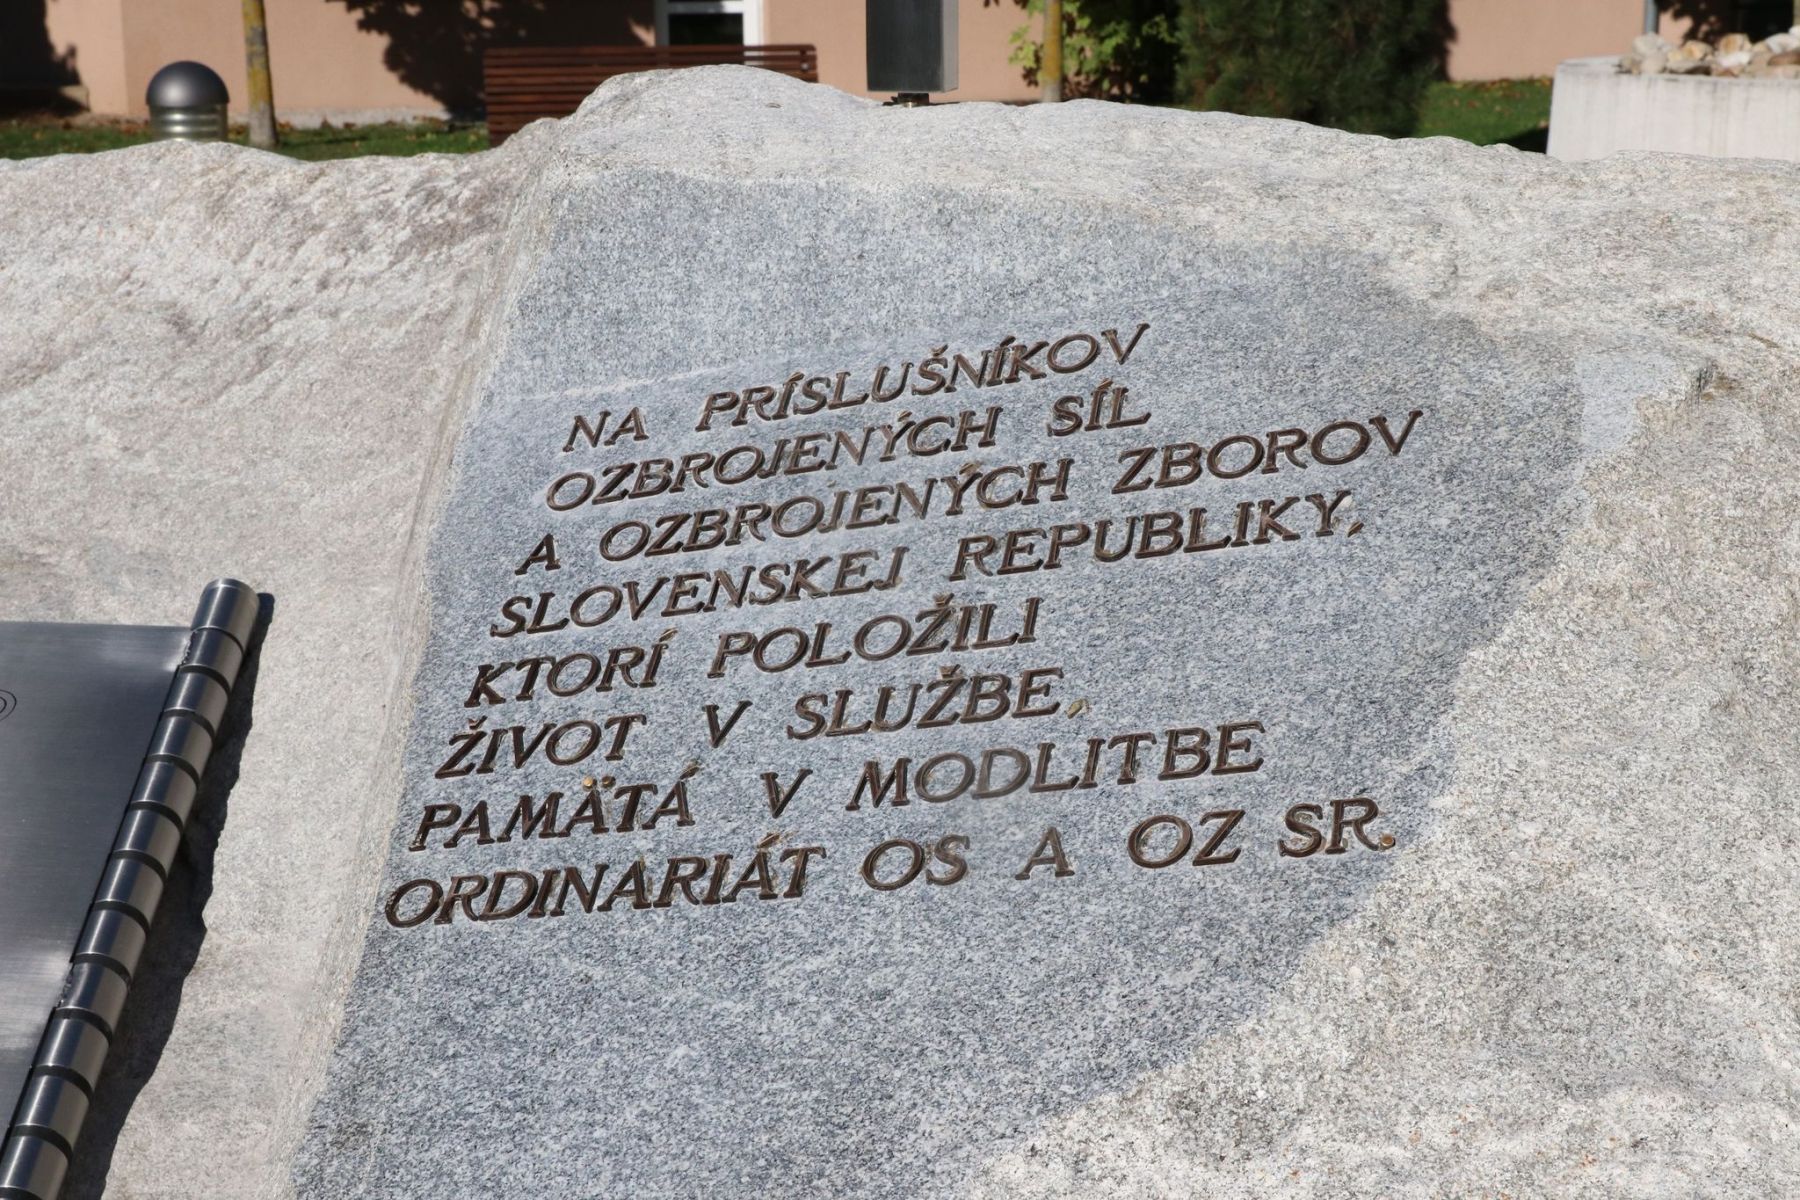 NA PRÍSLUŠNÍKOV
OZBROJENÝCH SÍL
A OZBROJENÝCH ZBOROV
SLOVENSKEJ REPUBLIKY,
KTORÍ POLOŽILI
ŽIVOT V SLUŽBE,
PAMÄTÁ V MODLITBE
ORDINARIÁT OS A OZ SR.